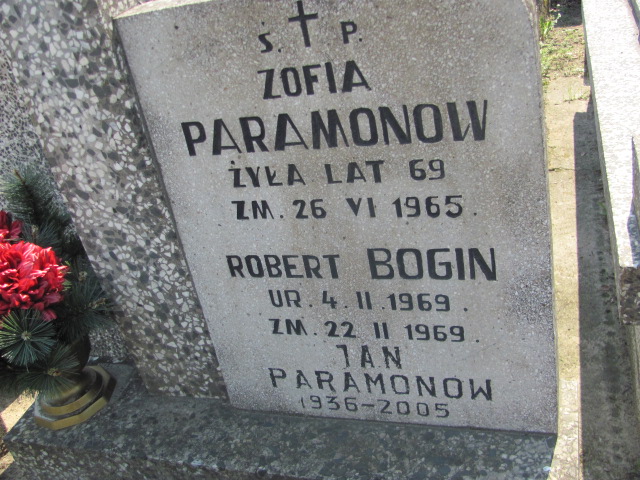 Ś. P.
ZOFIA
PARAMONOW
ŻYŁA LAT 69
ZM. 26 VI 1965.
ROBERT BOGIN
UR. 4. II. 1969.
ZM. 22 II 1969.
JAN
PARAMONOW
1936-2005